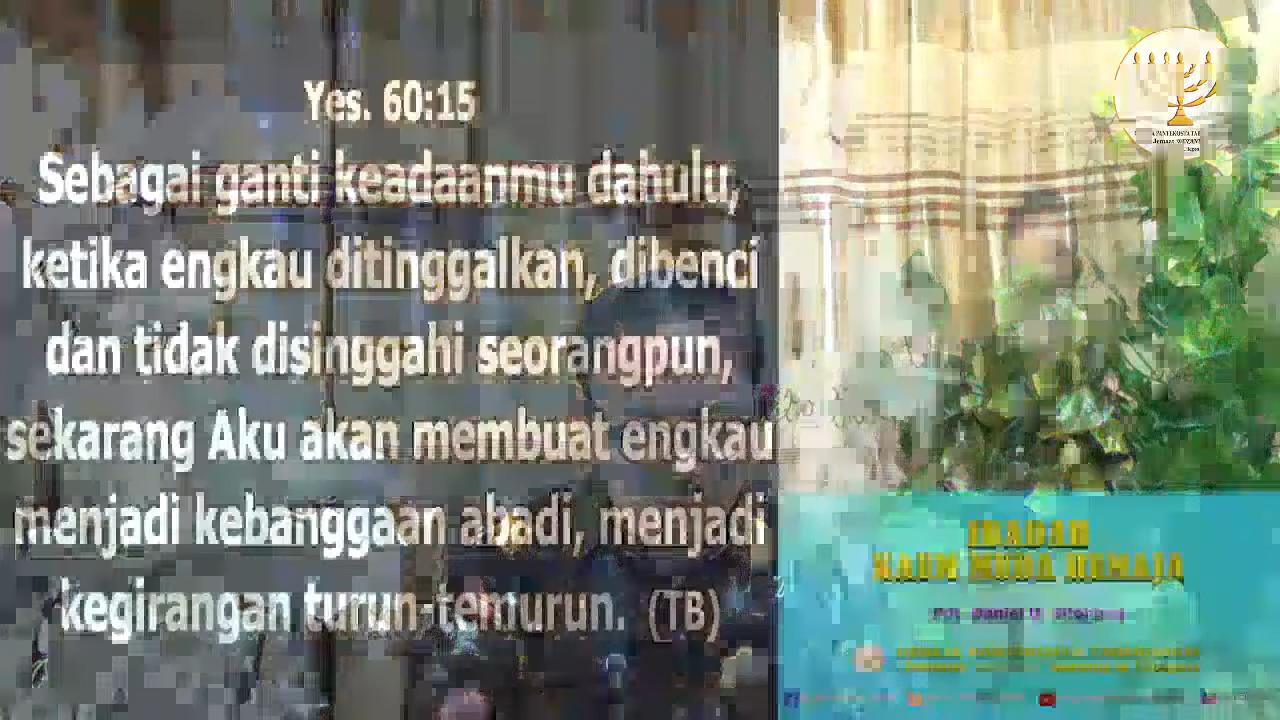 Yes. 60:15
Sebagai ganti keadaanmu dahulu,
ketika engkau ditinggalkan, dibenci
dan tidak disinggahi seorangpun,
sekarang Aku akan membuat engkau
menjadi kebanggaan abadi, menjadi
kegirangan turun-temurun. (TB)
IBADAH
KAUM MUDA REMAJA
Daniel U.